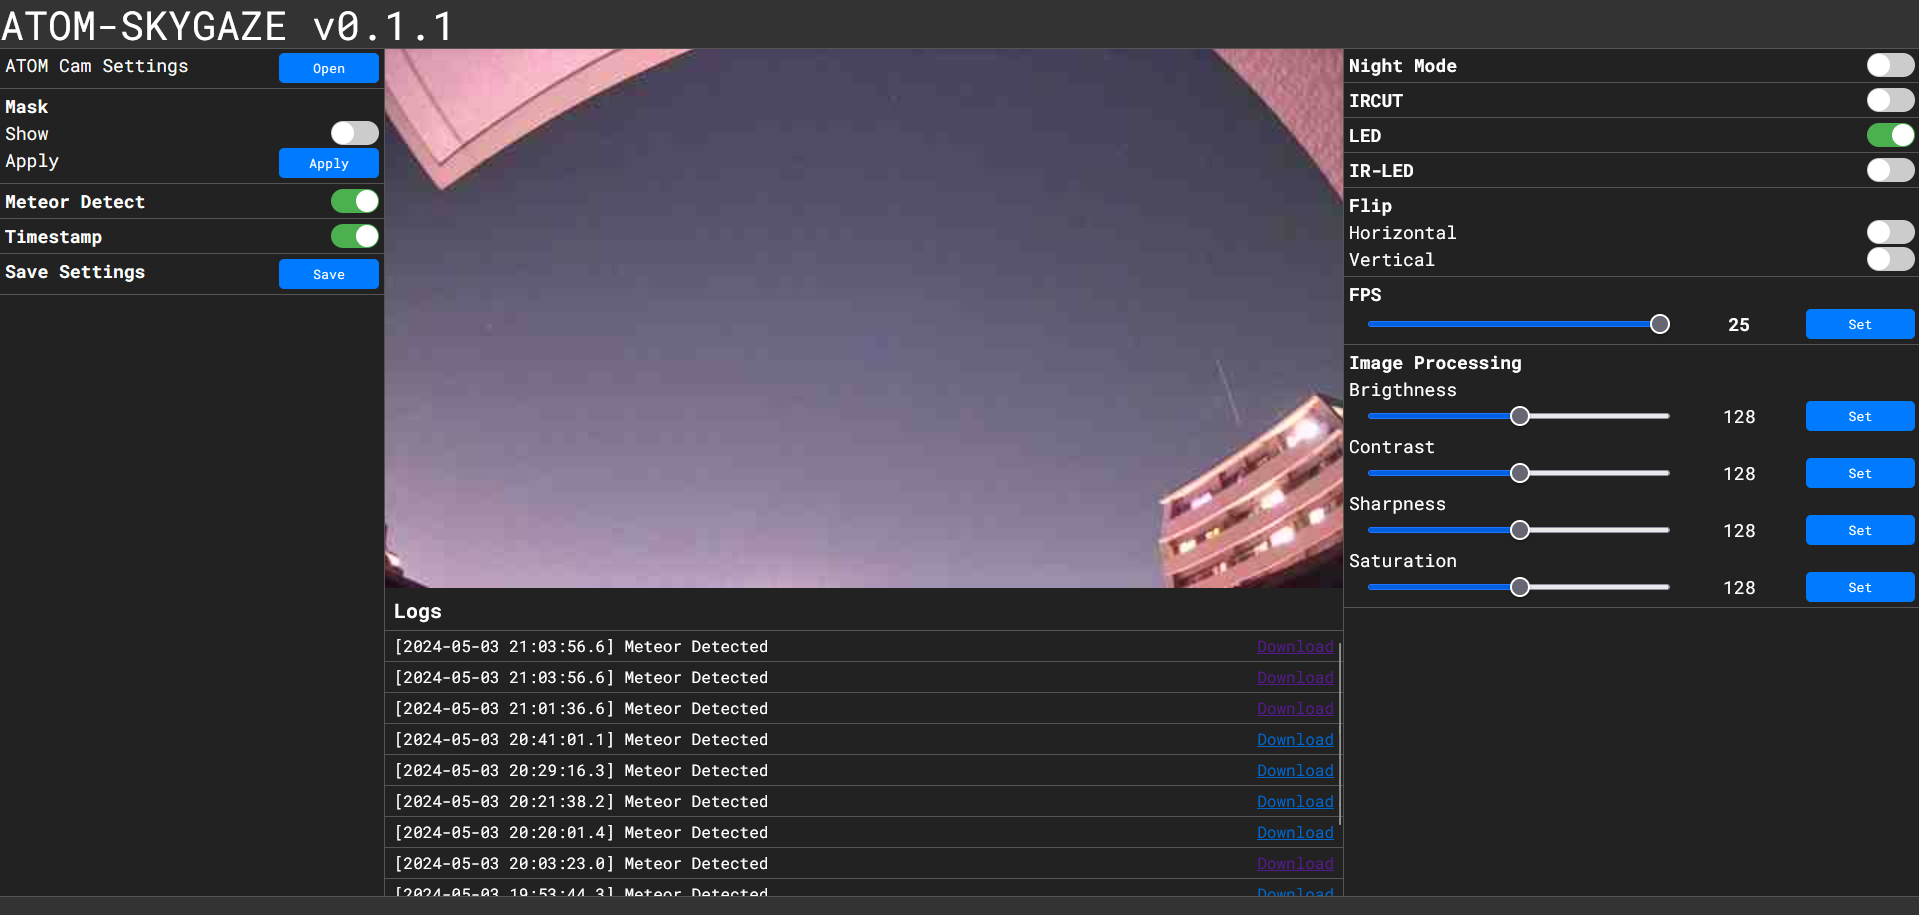 ATOM-SKYGAZE v0.1.1
ATOM Cam Settings Open
Mask
Show
Apply Apply
Meteor Detect
Timestamp
Save Settings Save
Logs
[2024-05-03 21:03:56.6] Meteor Detected Download
[2024-05-03 21:03:56.6] Meteor Detected Download
[2024-05-03 21:01:36.6] Meteor Detected Download
[2024-05-03 20:41:01.1] Meteor Detected Download
[2024-05-03 20:29:16.3] Meteor Detected Download
[2024-05-03 20:21:38.2] Meteor Detected Download
[2024-05-03 20:20:01.4] Meteor Detected Download
[2024-05-03 20:03:23.0] Meteor Detected Download
[2024-05-03 19:53:44.3] Meteor Detected Download
Night Mode
IRCUT
LED
IR-LED
Flip
Horizontal
Vertical
FPS
25 Set
Image Processing
Brigthness
128 Set
Contrast
128 Set
Sharpness
128 Set
Saturation
128 Set